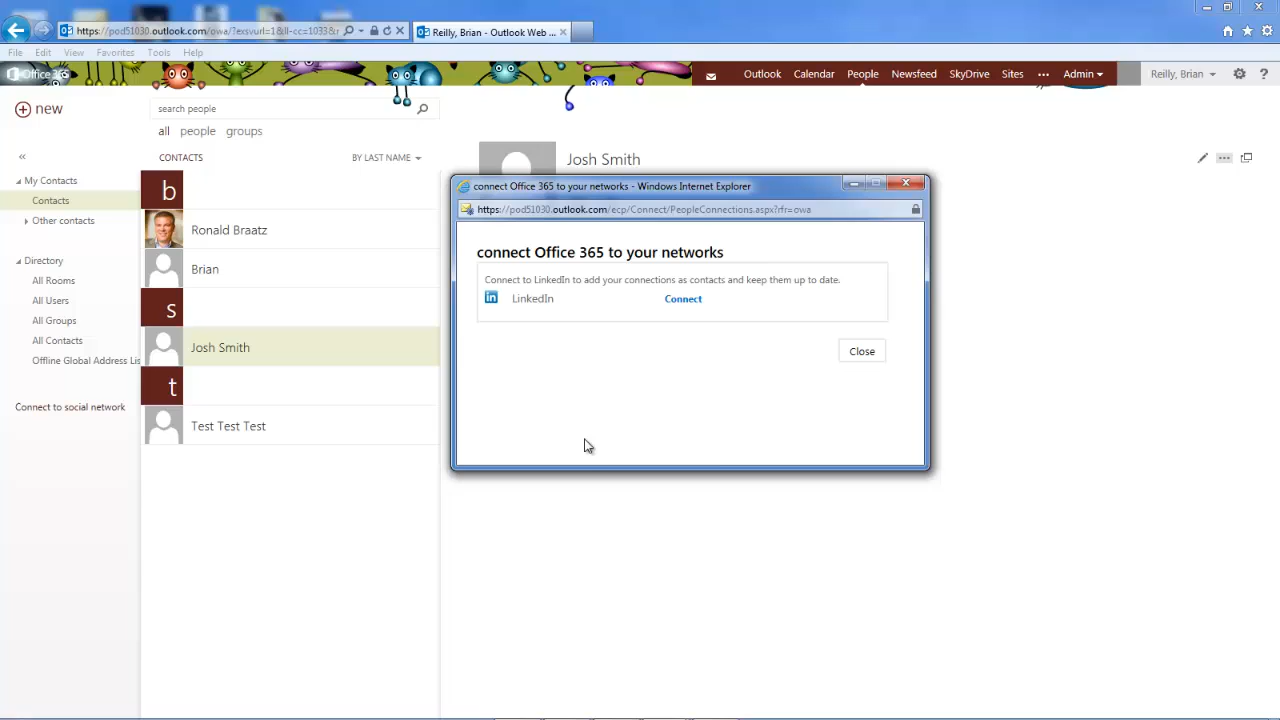 https://pod51030.outlook.com/owa/?exsvurl=1&ll-cc=1033&
Reilly, Brian - Outlook Web ...
File Edit View Favorites Tools Help
Office 365
Outlook Calendar People Newsfeed SkyDrive Sites ... Admin
Reilly, Brian
?
new
search people
all people groups
CONTACTS BY LAST NAME
«
My Contacts
Contacts
Other contacts
Directory
All Rooms
All Users
All Groups
All Contacts
Offline Global Address Lis
Connect to social network
b
Ronald Braatz
Brian
s
Josh Smith
t
Test Test Test
Josh Smith
connect Office 365 to your networks - Windows Internet Explorer
https://pod51030.outlook.com/ecp/Connect/PeopleConnections.aspx?rfr=owa
connect Office 365 to your networks
Connect to LinkedIn to add your connections as contacts and keep them up to date.
in LinkedIn Connect
Close